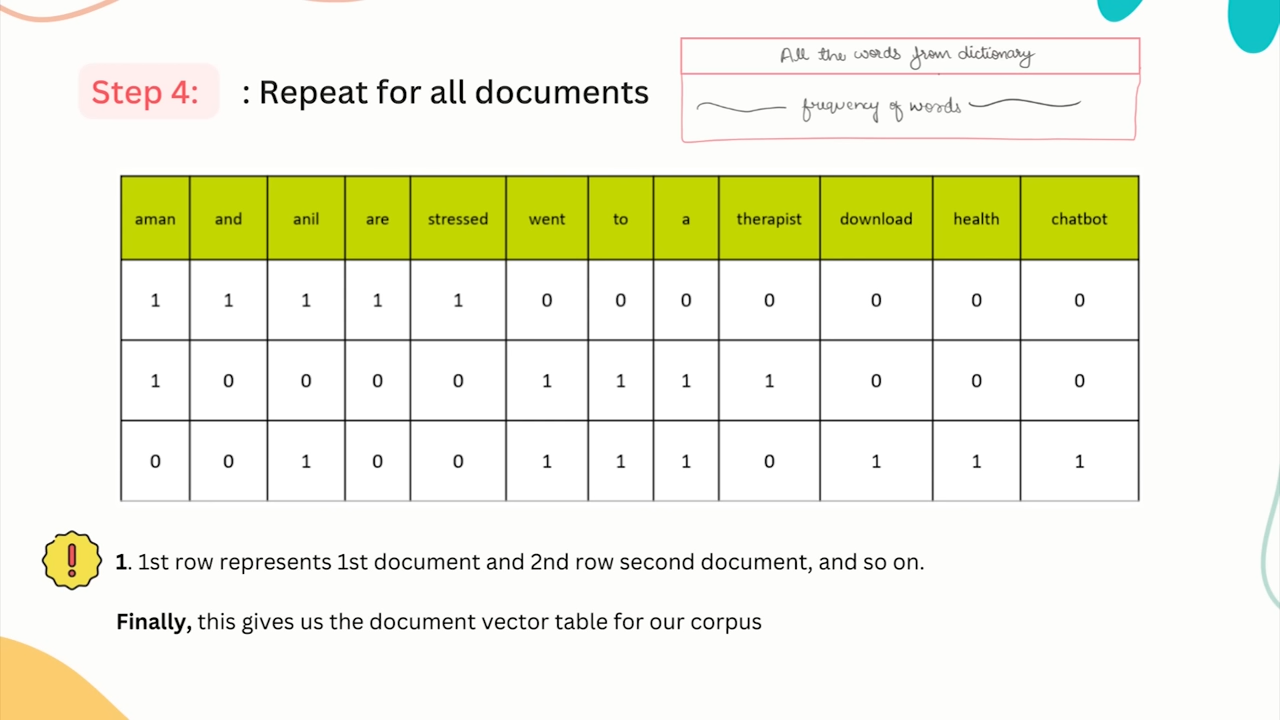 All the words from dictionary
Step 4: : Repeat for all documents
frequency of words
aman and anil are stressed went to a therapist download health chatbot
1 1 1 1 1 0 0 0 0 0 0 0
1 0 0 0 0 1 1 1 1 0 0 0
0 0 1 0 0 1 1 1 0 1 1 1
1. 1st row represents 1st document and 2nd row second document, and so on.
Finally, this gives us the document vector table for our corpus